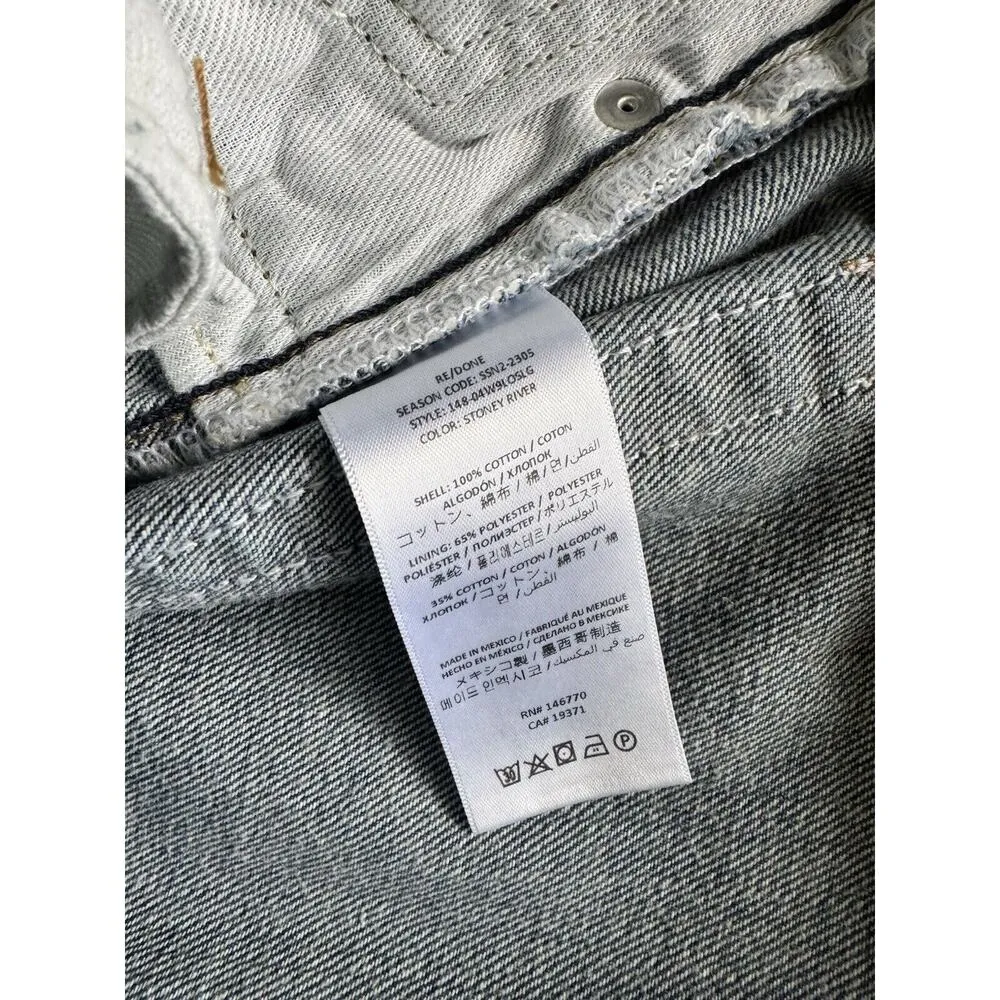 RE/DONE
SEASON CODE: SSN2-2305
STYLE: 148-04W9LOSLG
COLOR: STONEY RIVER
SHELL: 100% COTTON / COTON
ALGODÓN / ХЛОПОК
コットン、綿布 / 棉 / 면 / القطن
LINING: 65% POLYESTER / POLYESTER
POLIÉSTER / ПОЛИЭСТЕР / ポリエステル
涤纶 / 폴리에스테르 / البوليستر
35% COTTON / COTON / ALGODÓN
ХЛОПОК / コットン、綿布 / 棉
면 / القطن
MADE IN MEXICO / FABRIQUÉ AU MEXIQUE
HECHO EN MÉXICO / СДЕЛАНО В МЕКСИКЕ
メキシコ製 / 墨西哥制造
메이드 인 멕시코 / صنع في المكسيك
RN# 146770
CA# 19371
30 P